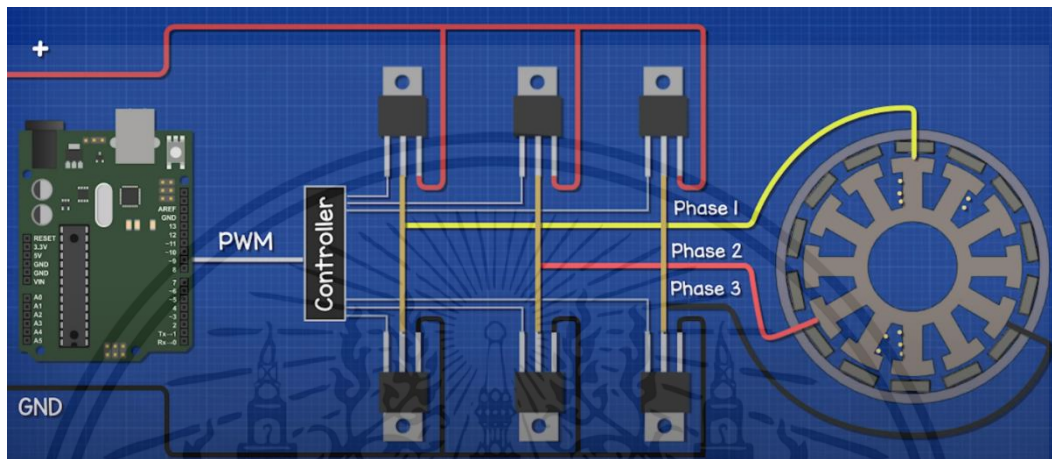 +
AREF
GND
13
12
~11
~10
~9
8
RESET
3.3V
5V
GND
GND
VIN
7
~6
~5
4
~3
2
Tx→1
Rx→0
A0
A1
A2
A3
A4
A5
PWM
Controller
Phase 1
Phase 2
Phase 3
GND